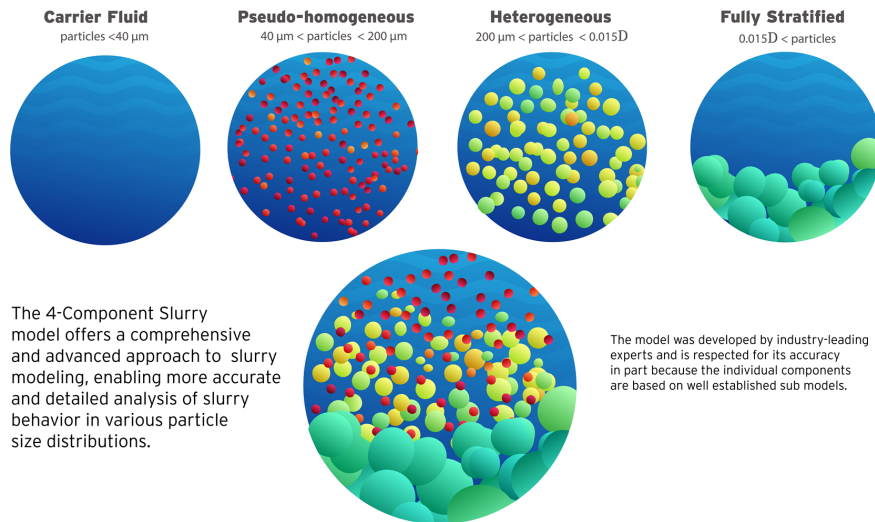 Carrier Fluid
particles <40 µm
Pseudo-homogeneous
40 µm < particles < 200 µm
Heterogeneous
200 µm < particles < 0.015D
Fully Stratified
0.015D < particles
The 4-Component Slurry
model offers a comprehensive
and advanced approach to slurry
modeling, enabling more accurate
and detailed analysis of slurry
behavior in various particle
size distributions.
The model was developed by industry-leading
experts and is respected for its accuracy
in part because the individual components
are based on well established sub models.